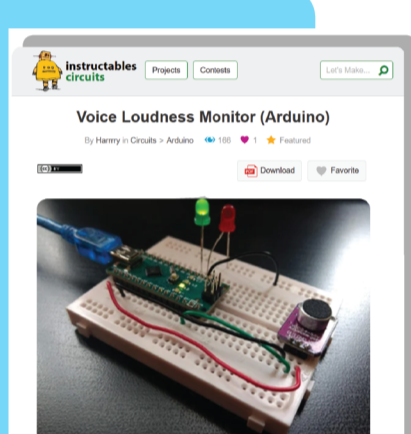 instructables
circuits
Projects
Contests
Let's Make...
Voice Loudness Monitor (Arduino)
By Harrry in Circuits > Arduino 166 1 Featured
Download
Favorite